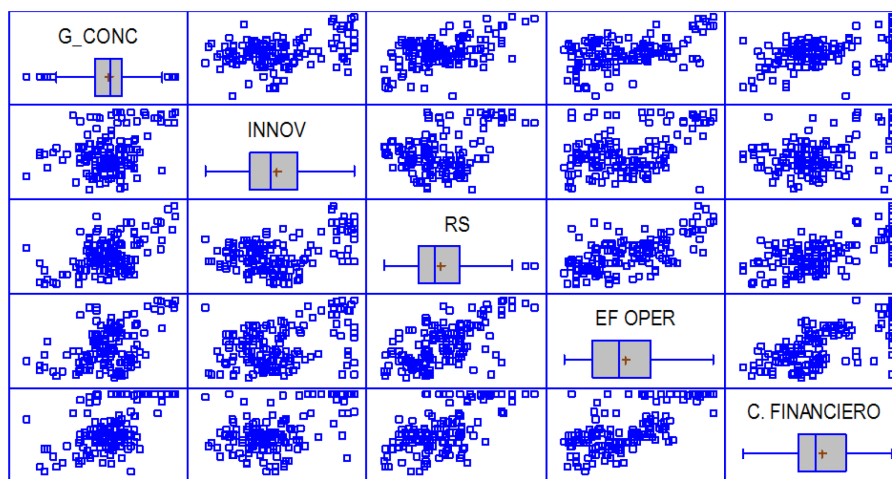 G_CONC
INNOV
RS
EF OPER
C. FINANCIERO